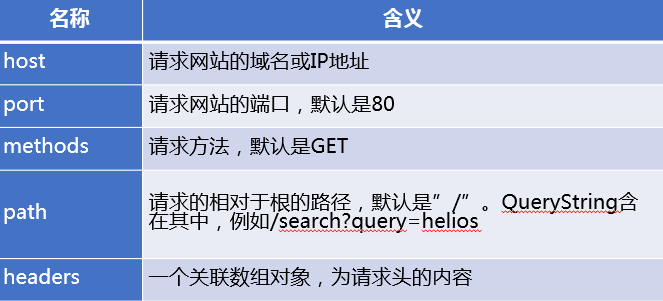 名称 含义
host 请求网站的域名或IP地址
port 请求网站的端口，默认是80
methods 请求方法，默认是GET
path 请求的相对于根的路径，默认是”/”。QueryString含
在其中，例如/search?query=helios
headers 一个关联数组对象，为请求头的内容